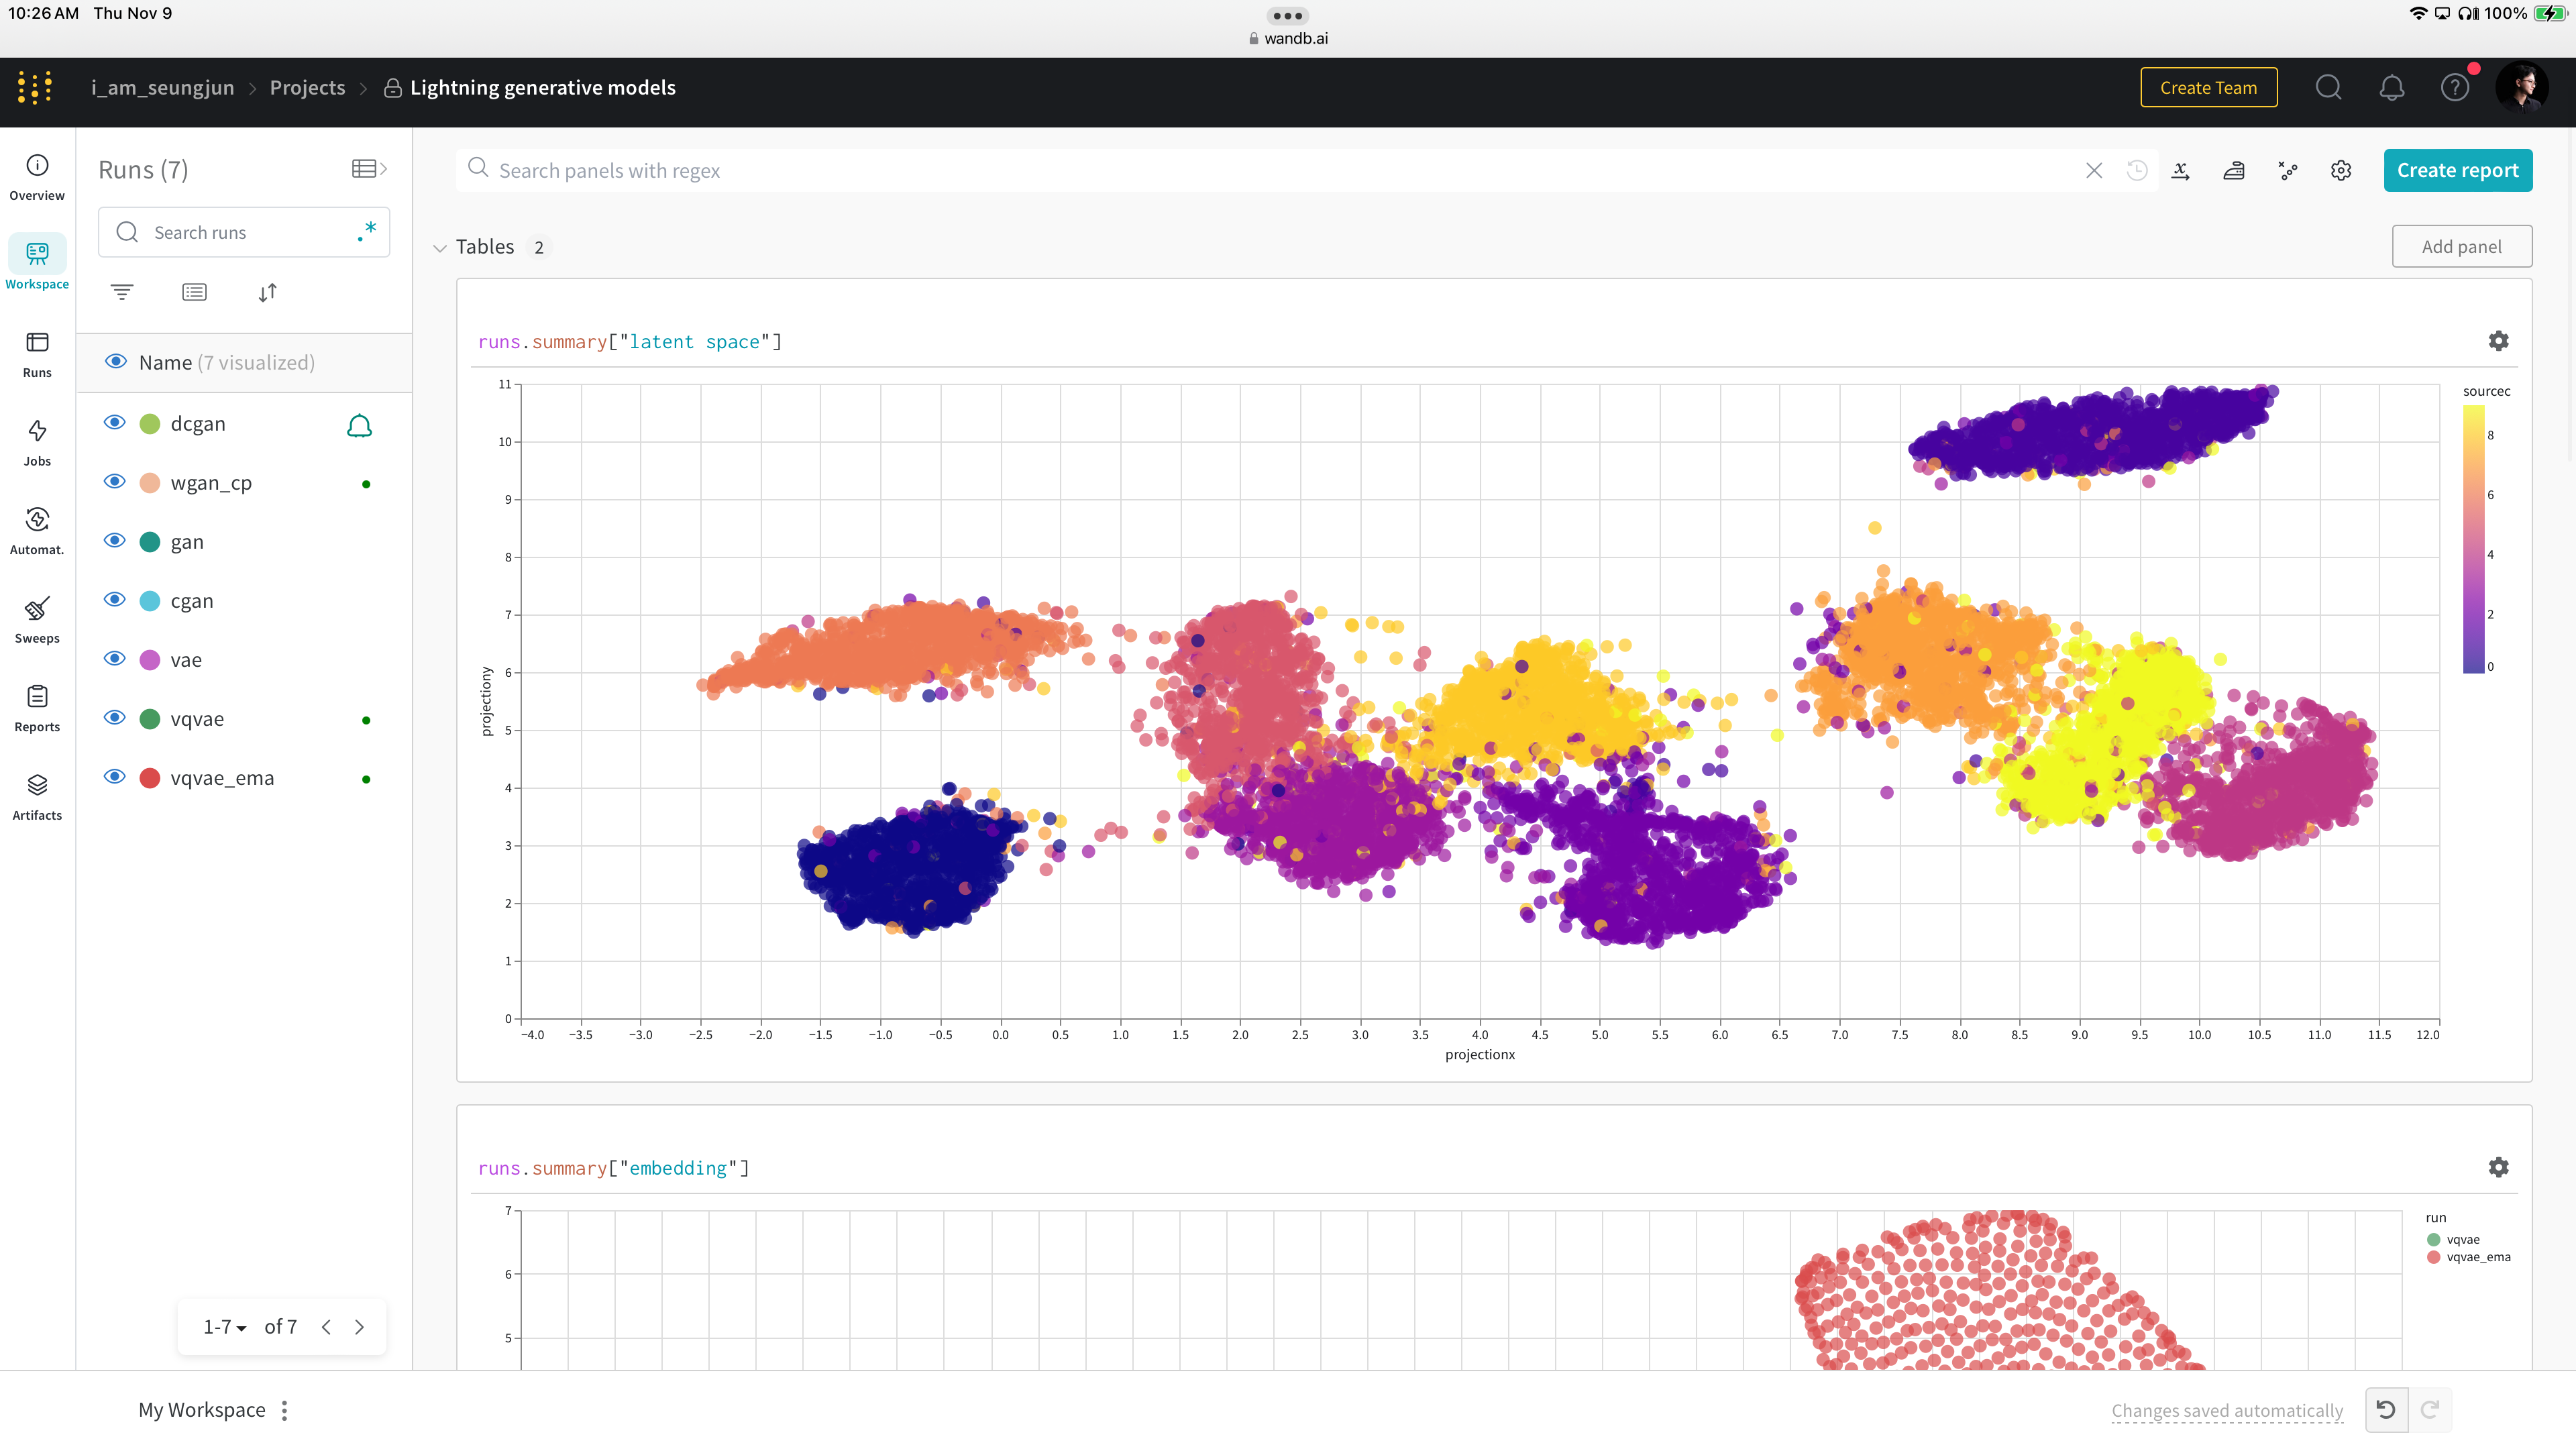 10:26 AM Thu Nov 9
100%
wandb.ai
i_am_seungjun > Projects > Lightning generative models
Create Team
Overview
Workspace
Runs
Jobs
Automat.
Sweeps
Reports
Artifacts
Runs (7)
Search runs
.*
Name (7 visualized)
dcgan
wgan_cp
gan
cgan
vae
vqvae
vqvae_ema
1-7 of 7
Search panels with regex
Create report
Tables 2
Add panel
runs.summary["latent space"]
11
10
9
8
7
6
5
4
3
2
1
0
projectiony
−4.0 −3.5 −3.0 −2.5 −2.0 −1.5 −1.0 −0.5 0.0 0.5 1.0 1.5 2.0 2.5 3.0 3.5 4.0 4.5 5.0 5.5 6.0 6.5 7.0 7.5 8.0 8.5 9.0 9.5 10.0 10.5 11.0 11.5 12.0
projectionx
sourcec
8
6
4
2
0
runs.summary["embedding"]
7
6
5
run
vqvae
vqvae_ema
My Workspace
Changes saved automatically